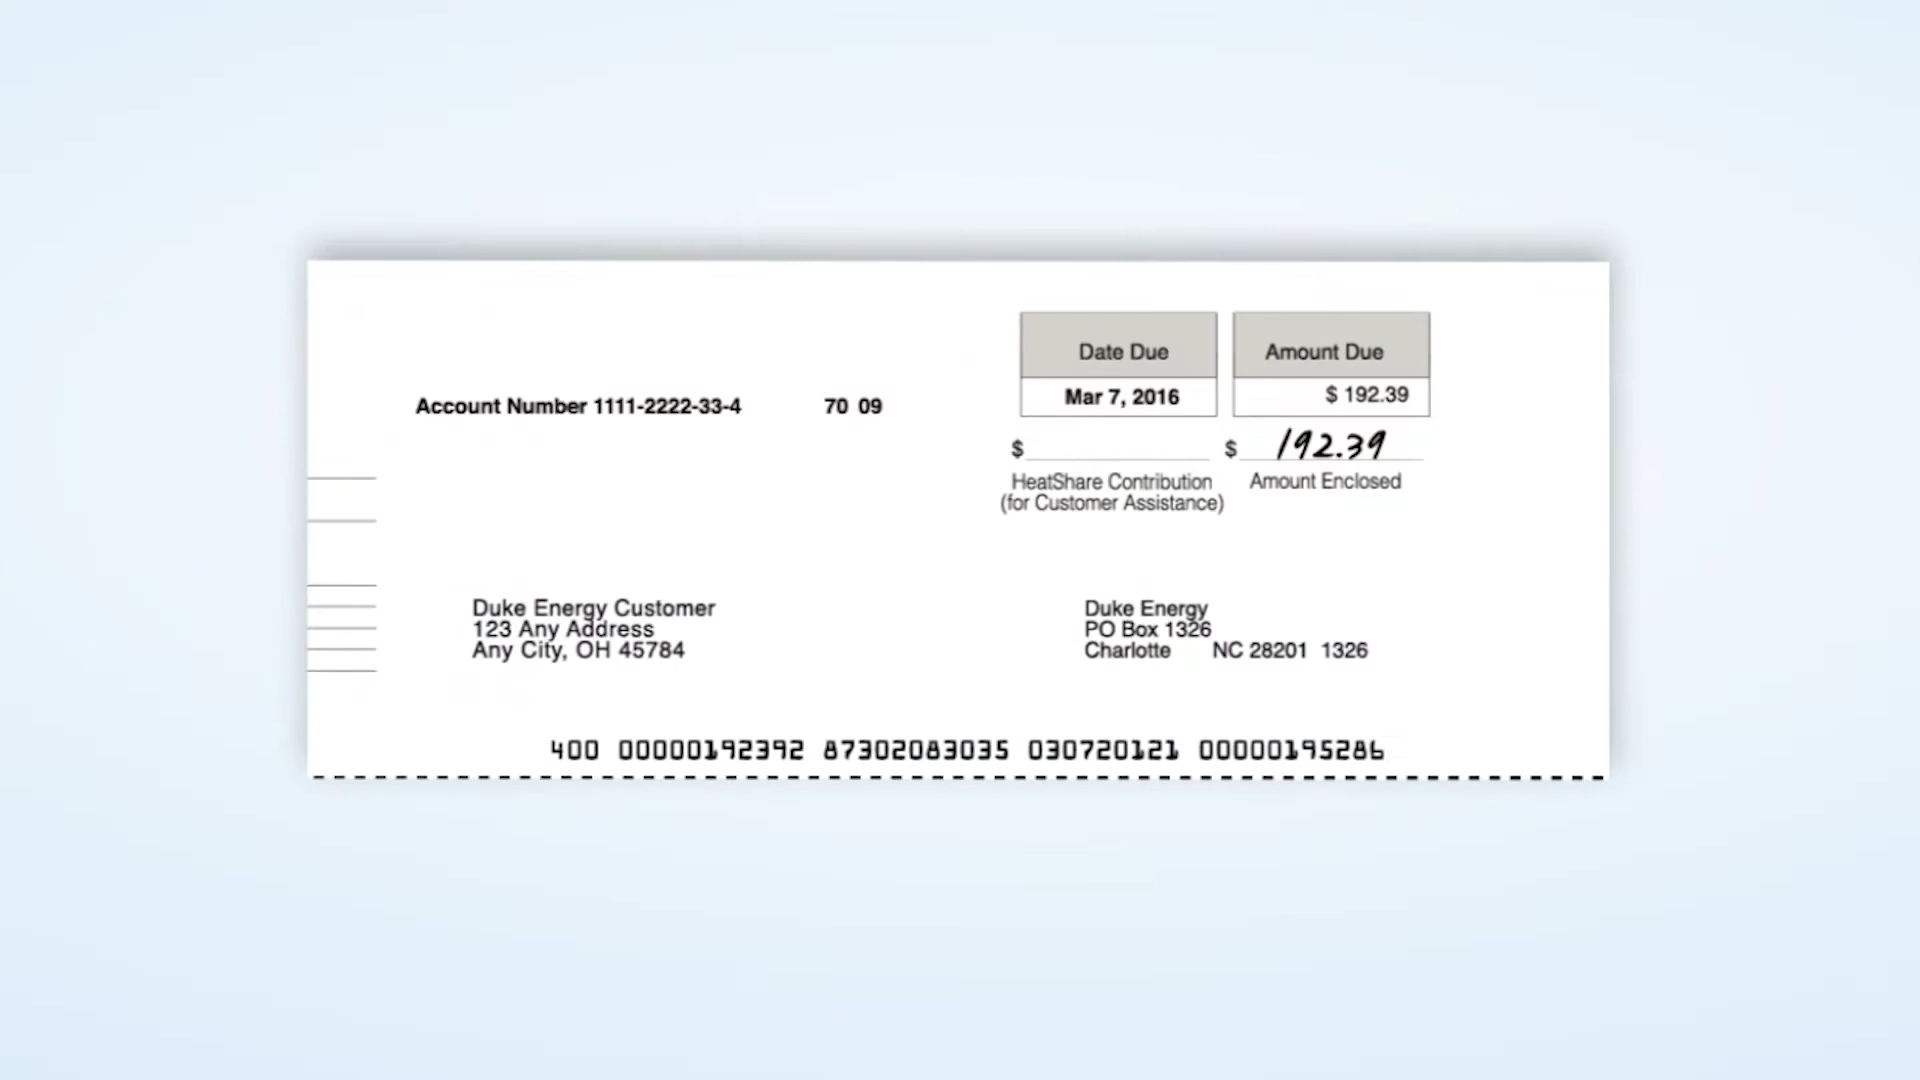 Date Due Amount Due
Account Number 1111-2222-33-4 70 09 Mar 7, 2016 $ 192.39
$ $ 192.39
HeatShare Contribution Amount Enclosed
(for Customer Assistance)
Duke Energy Customer Duke Energy
123 Any Address PO Box 1326
Any City, OH 45784 Charlotte NC 28201 1326
400 00000192392 87302083035 030720121 00000195286